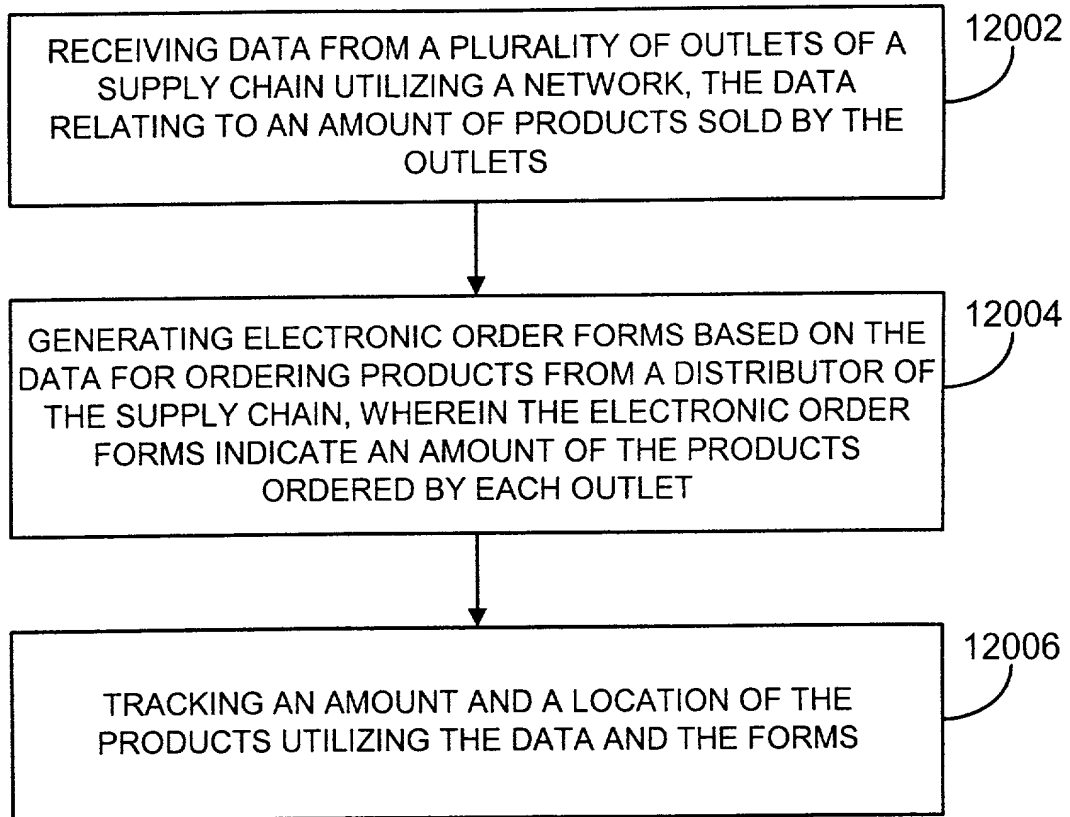 RECEIVING DATA FROM A PLURALITY OF OUTLETS OF A
SUPPLY CHAIN UTILIZING A NETWORK, THE DATA
RELATING TO AN AMOUNT OF PRODUCTS SOLD BY THE
OUTLETS
12002
GENERATING ELECTRONIC ORDER FORMS BASED ON THE
DATA FOR ORDERING PRODUCTS FROM A DISTRIBUTOR OF
THE SUPPLY CHAIN, WHEREIN THE ELECTRONIC ORDER
FORMS INDICATE AN AMOUNT OF THE PRODUCTS
ORDERED BY EACH OUTLET
12004
TRACKING AN AMOUNT AND A LOCATION OF THE
PRODUCTS UTILIZING THE DATA AND THE FORMS
12006